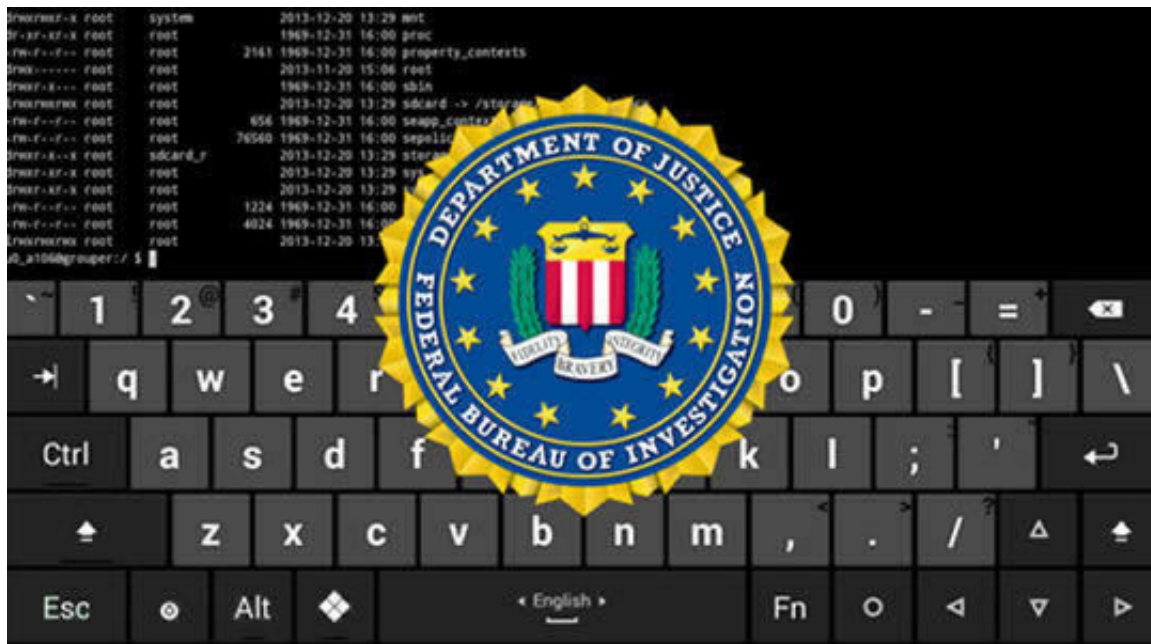 drwxrwxr-x root system 2013-12-20 13:29 mnt
dr-xr-xr-x root root 1969-12-31 16:00 proc
-rw-r--r-- root root 2161 1969-12-31 16:00 property_contexts
drwx------ root root 2013-11-20 15:06 root
drwxr-x--- root root 1969-12-31 16:00 sbin
lrwxrwxrwx root root 2013-12-20 13:29 sdcard -> /storage
-rw-r--r-- root root 656 1969-12-31 16:00 seapp_contex
-rw-r--r-- root root 76560 1969-12-31 16:00 sepolic
drwxr-x--x root sdcard_r 2013-12-20 13:29 storag
drwxr-xr-x root root 2013-12-20 13:29 sys
drwxr-xr-x root root 2013-12-20 13:29
-rw-r--r-- root root 1224 1969-12-31 16:00
-rw-r--r-- root root 4024 1969-12-31 16:00
lrwxrwxrwx root root 2013-12-20 13:
u0_a106@grouper:/ $
DEPARTMENT OF JUSTICE
FEDERAL BUREAU OF INVESTIGATION
FIDELITY BRAVERY INTEGRITY
` ~ 1 ! 2 @ 3 # 4 0 ) - _ = +
q w e r o p [ { ] } \
Ctrl a s d f k l ; : ' "
z x c v b n m , < . > / ?
Esc Alt English Fn